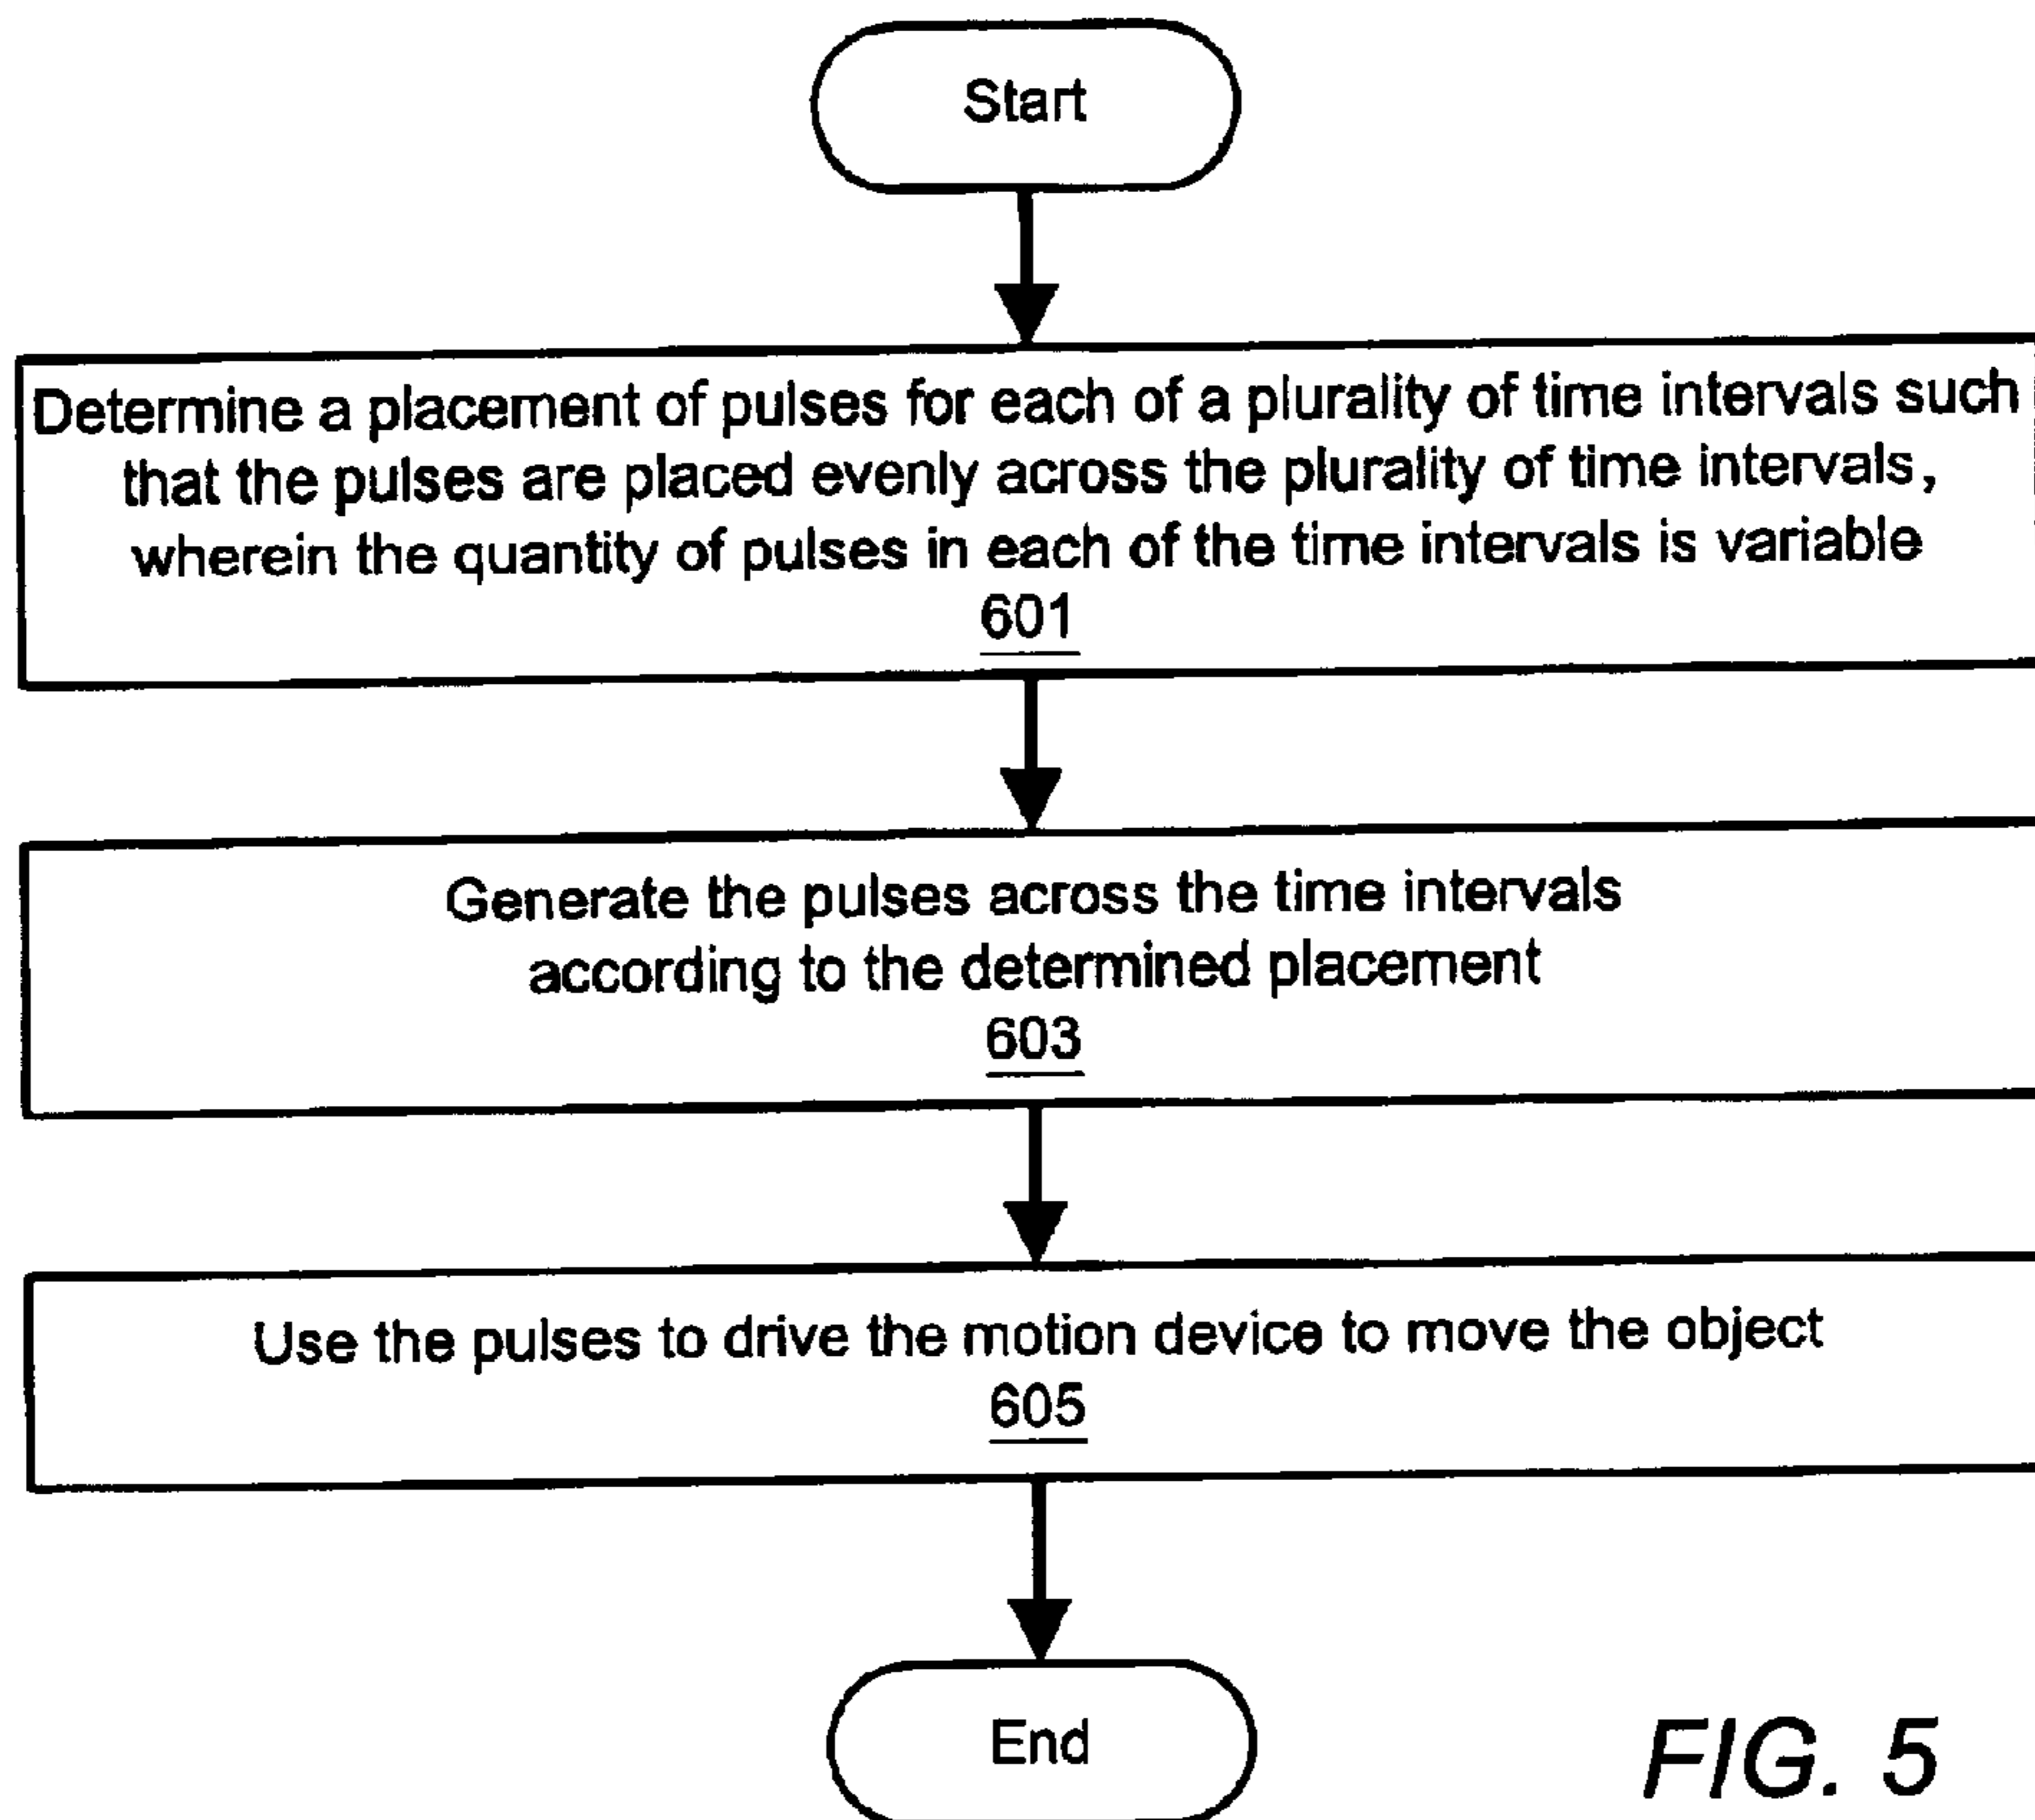 Start
Determine a placement of pulses for each of a plurality of time intervals such
that the pulses are placed evenly across the plurality of time intervals,
wherein the quantity of pulses in each of the time intervals is variable
601
Generate the pulses across the time intervals
according to the determined placement
603
Use the pulses to drive the motion device to move the object
605
End
FIG. 5